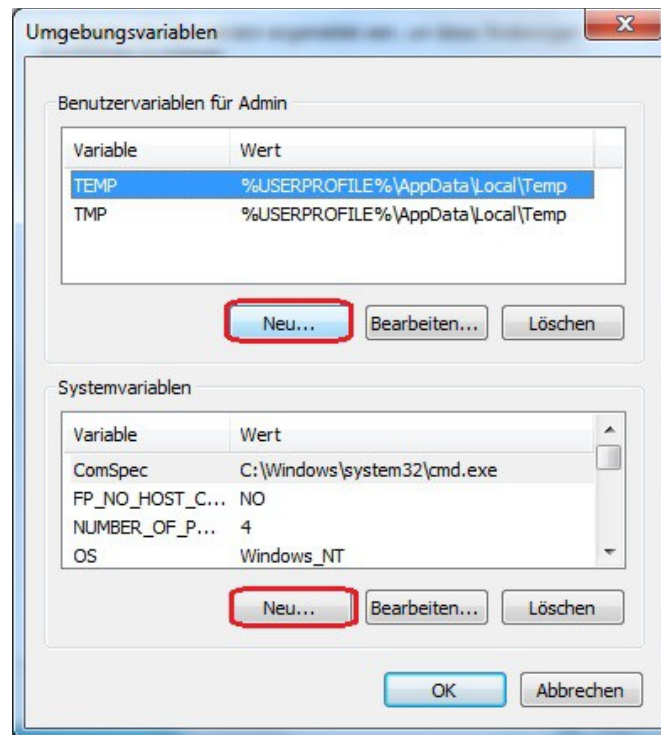 Umgebungsvariablen
Benutzervariablen für Admin
Variable Wert
TEMP %USERPROFILE%\AppData\Local\Temp
TMP %USERPROFILE%\AppData\Local\Temp
Neu... Bearbeiten... Löschen
Systemvariablen
Variable Wert
ComSpec C:\Windows\system32\cmd.exe
FP_NO_HOST_C... NO
NUMBER_OF_P... 4
OS Windows_NT
Neu... Bearbeiten... Löschen
OK Abbrechen